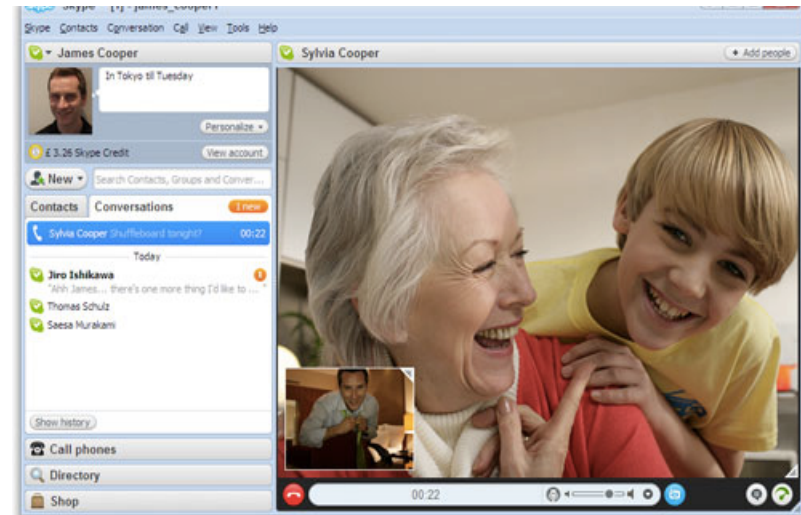 Skype Contacts Conversation Call View Tools Help
James Cooper
In Tokyo til Tuesday
Personalize
£ 3.26 Skype Credit
View account
New
Search Contacts, Groups and Conver...
Contacts
Conversations
1 new
Sylvia Cooper Shuffleboard tonight? 00:22
Today
Jiro Ishikawa 1
"Ahh James... there's one more thing I'd like to ... "
Thomas Schulz
Saesa Murakami
Show history
Call phones
Directory
Shop
Sylvia Cooper
Add people
00:22